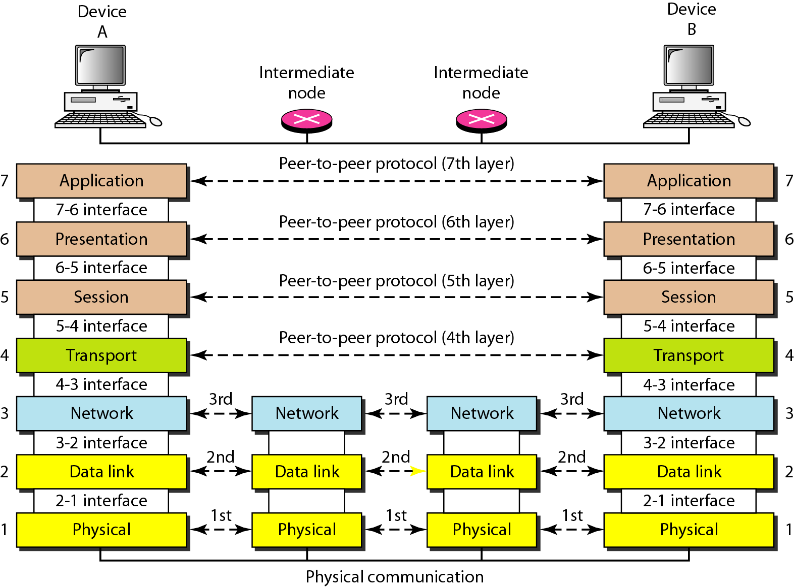 Device
A
Device
B
Intermediate
node
Intermediate
node
Peer-to-peer protocol (7th layer)
7 Application Application 7
7-6 interface 7-6 interface
Peer-to-peer protocol (6th layer)
6 Presentation Presentation 6
6-5 interface 6-5 interface
Peer-to-peer protocol (5th layer)
5 Session Session 5
5-4 interface 5-4 interface
Peer-to-peer protocol (4th layer)
4 Transport Transport 4
4-3 interface 4-3 interface
3rd 3rd 3rd
3 Network Network Network Network 3
3-2 interface 3-2 interface
2nd 2nd 2nd
2 Data link Data link Data link Data link 2
2-1 interface 2-1 interface
1st 1st 1st
1 Physical Physical Physical Physical 1
Physical communication